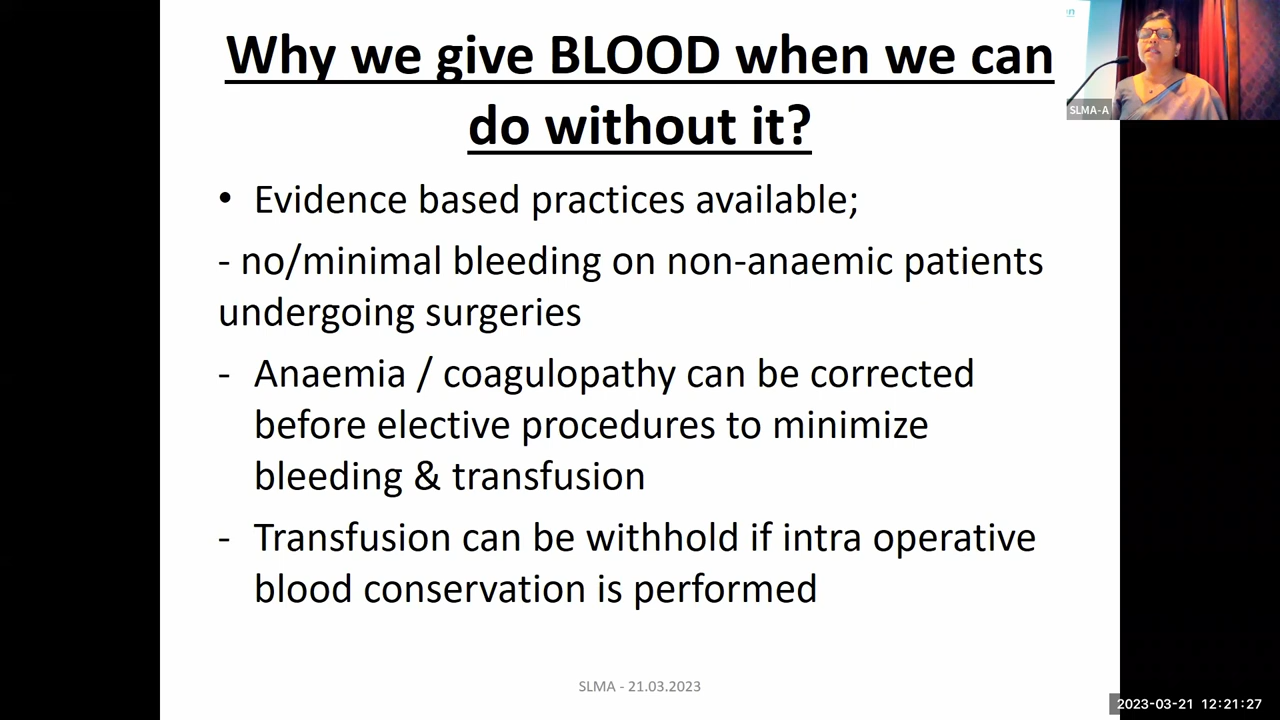 Why we give BLOOD when we can
do without it?
• Evidence based practices available;
- no/minimal bleeding on non-anaemic patients
undergoing surgeries
- Anaemia / coagulopathy can be corrected
before elective procedures to minimize
bleeding & transfusion
- Transfusion can be withhold if intra operative
blood conservation is performed
SLMA - 21.03.2023
SLMA-A
2023-03-21 12:21:27